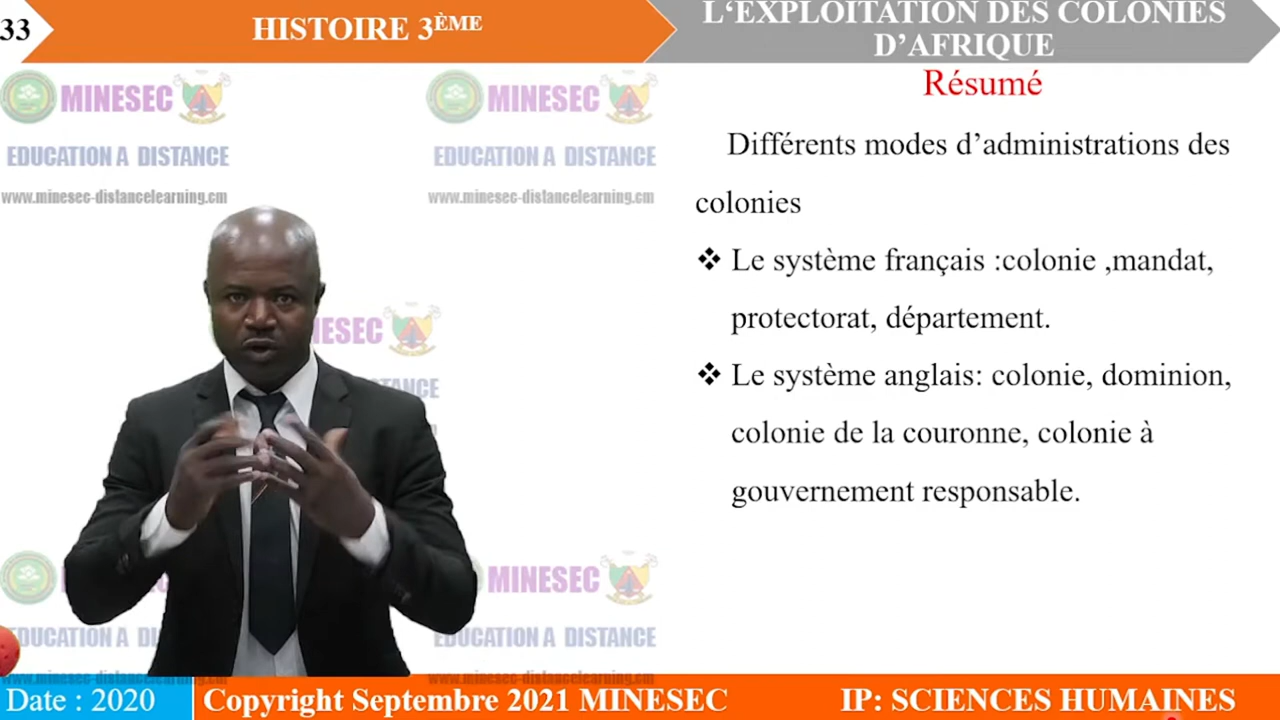 33
HISTOIRE 3ÈME
L‘EXPLOITATION DES COLONIES
D’AFRIQUE
MINESEC
EDUCATION A DISTANCE
www.minesec-distancelearning.cm
MINESEC
EDUCATION A DISTANCE
www.minesec-distancelearning.cm
Résumé
Différents modes d’administrations des
colonies
❖ Le système français :colonie ,mandat,
protectorat, département.
❖ Le système anglais: colonie, dominion,
colonie de la couronne, colonie à
gouvernement responsable.
MINESEC
EDUCATION A DISTANCE
www.minesec-distancelearning.cm
Date : 2020
Copyright Septembre 2021 MINESEC
IP: SCIENCES HUMAINES